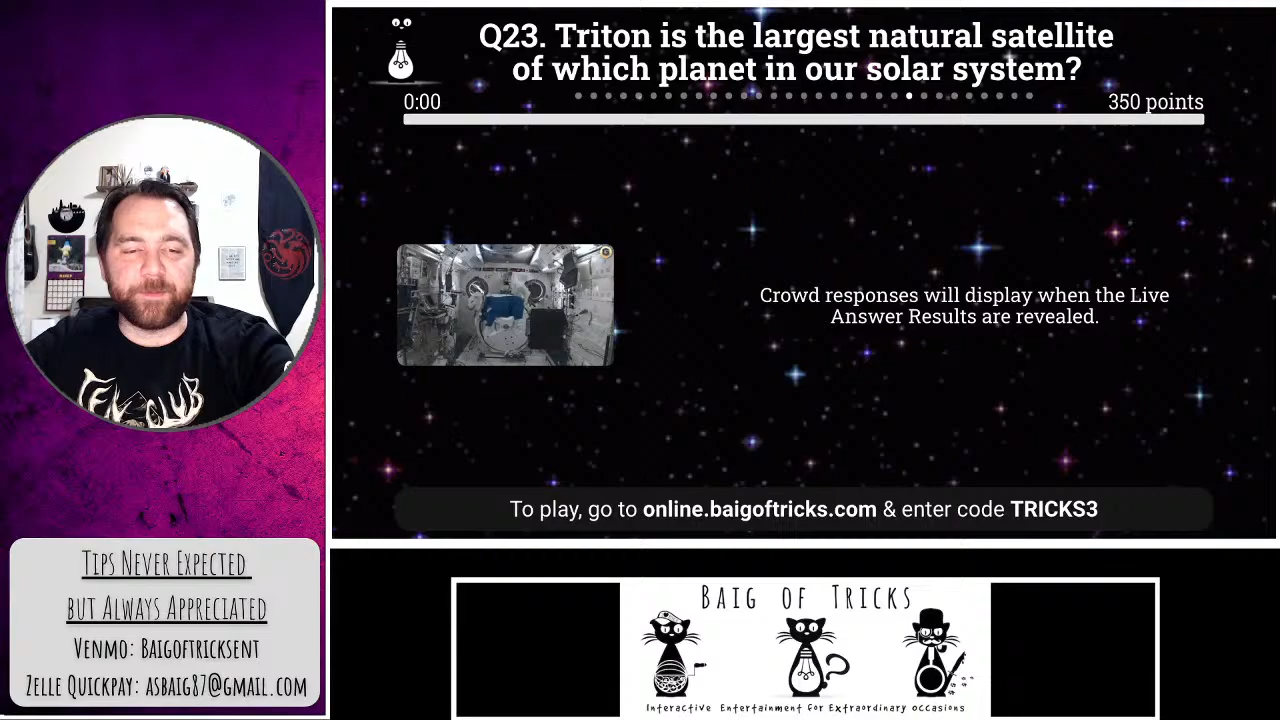 Q23. Triton is the largest natural satellite
of which planet in our solar system?
0:00
350 points
Crowd responses will display when the Live
Answer Results are revealed.
To play, go to online.baigoftricks.com & enter code TRICKS3
Tips Never Expected
but Always Appreciated
Venmo: Baigoftricksent
Zelle Quickpay: asbaig87@gmail.com
Baig of Tricks
Interactive Entertainment for Extraordinary Occasions